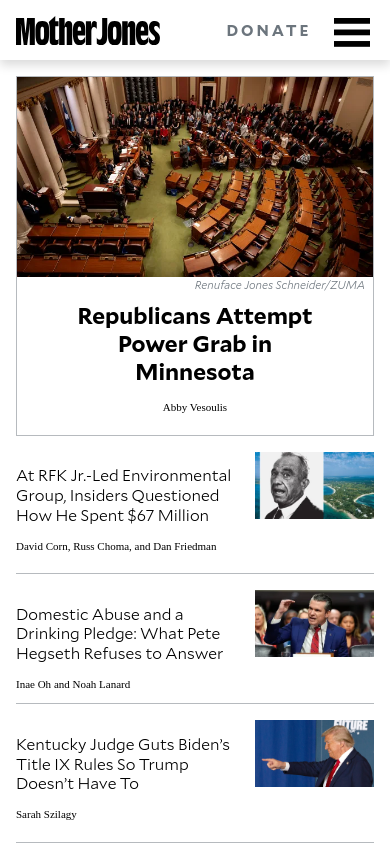 Mother Jones
DONATE
Renuface Jones Schneider/ZUMA
Republicans Attempt
Power Grab in
Minnesota
Abby Vesoulis
At RFK Jr.-Led Environmental
Group, Insiders Questioned
How He Spent $67 Million
David Corn, Russ Choma, and Dan Friedman
Domestic Abuse and a
Drinking Pledge: What Pete
Hegseth Refuses to Answer
Inae Oh and Noah Lanard
FUTURE
Kentucky Judge Guts Biden’s
Title IX Rules So Trump
Doesn’t Have To
Sarah Szilagy